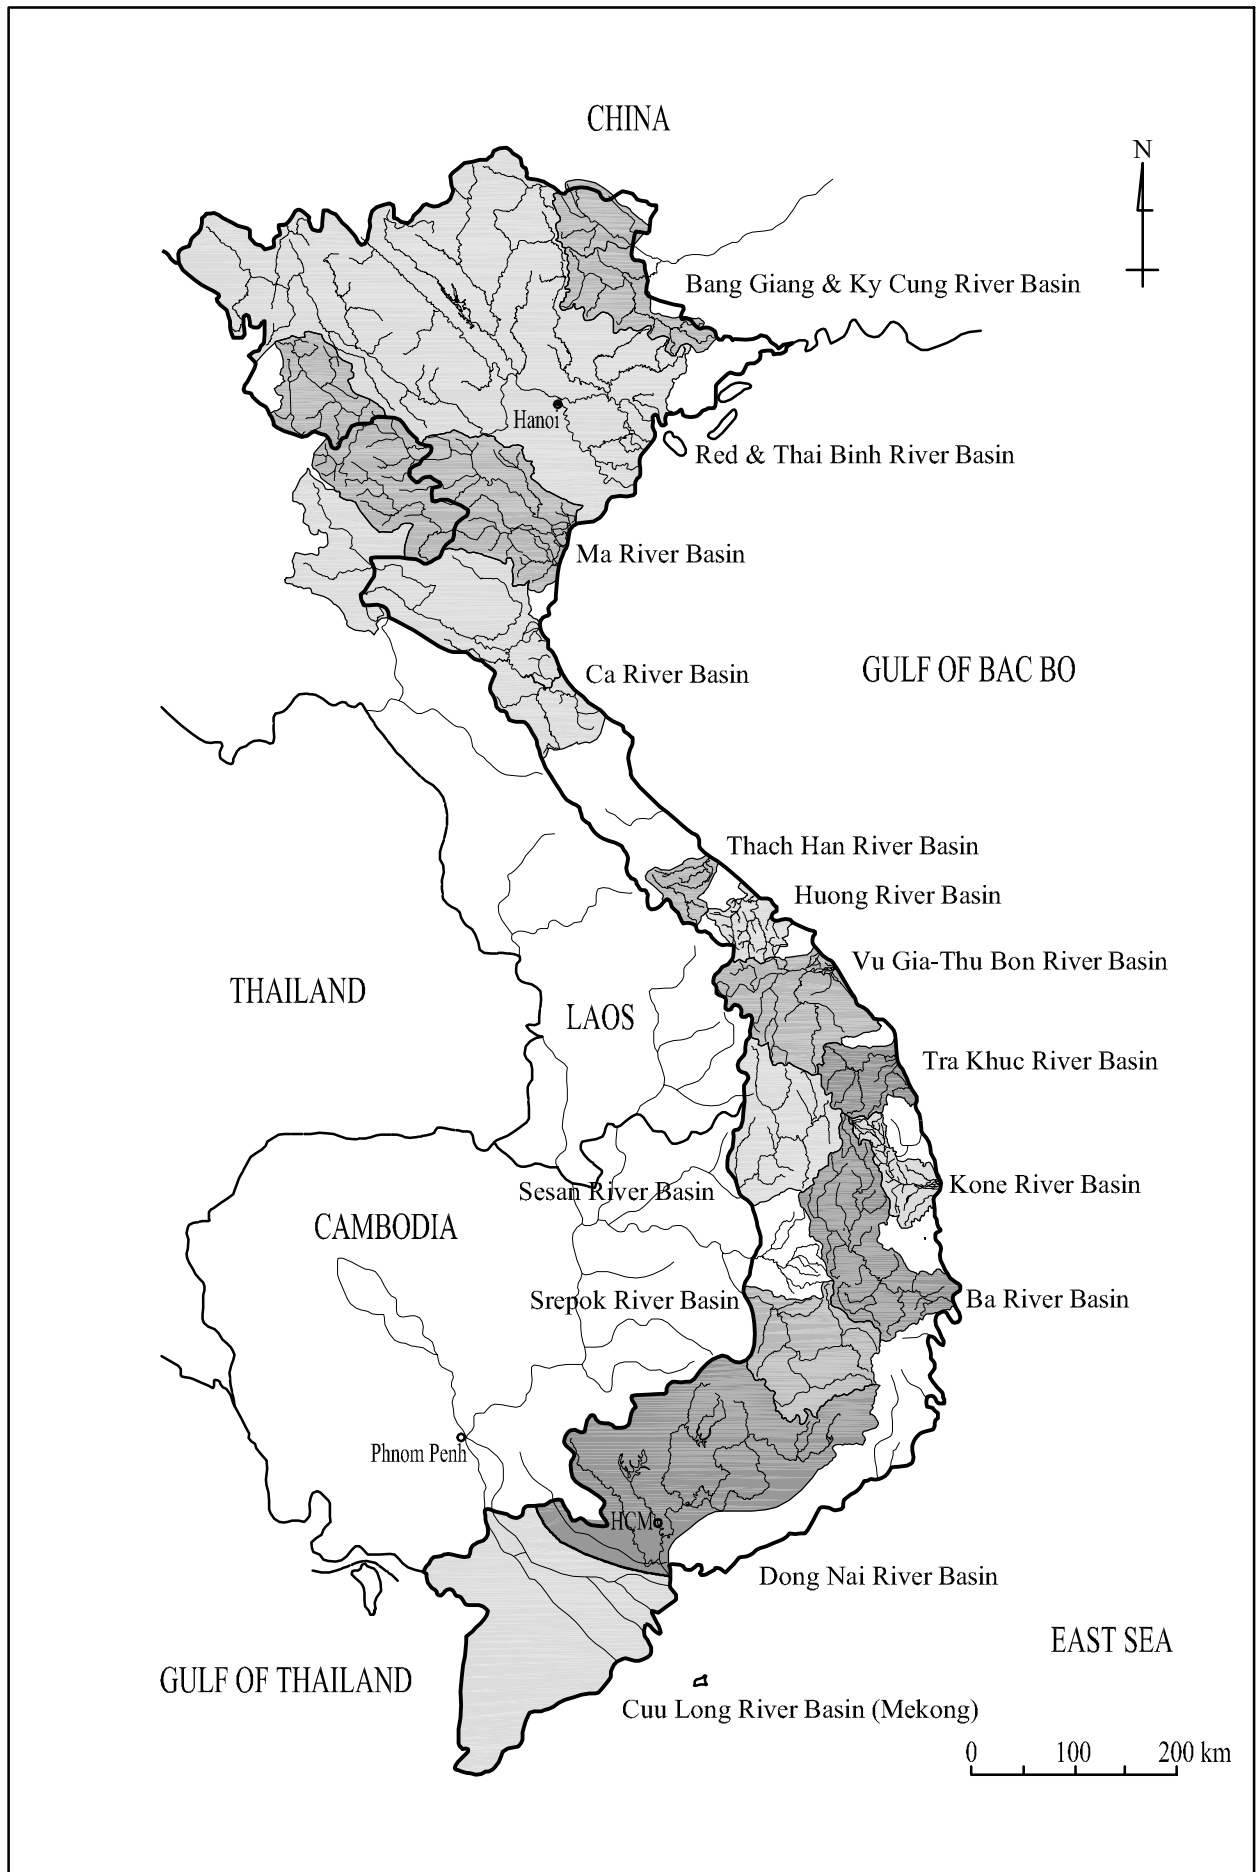 CHINA
N
Bang Giang & Ky Cung River Basin
Hanoi
Red & Thai Binh River Basin
Ma River Basin
Ca River Basin
GULF OF BAC BO
Thach Han River Basin
Huong River Basin
Vu Gia-Thu Bon River Basin
THAILAND
LAOS
Tra Khuc River Basin
Sesan River Basin
Kone River Basin
CAMBODIA
Srepok River Basin
Ba River Basin
Phnom Penh
HCM
Dong Nai River Basin
EAST SEA
GULF OF THAILAND
Cuu Long River Basin (Mekong)
0 100 200 km